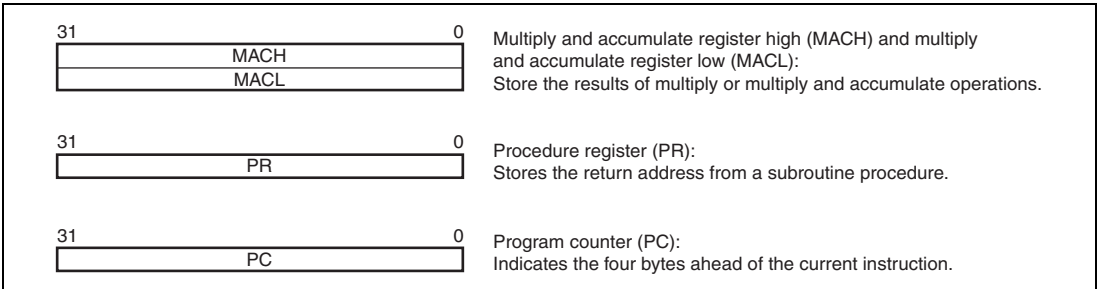 31 0
MACH
MACL
Multiply and accumulate register high (MACH) and multiply
and accumulate register low (MACL):
Store the results of multiply or multiply and accumulate operations.
31 0
PR
Procedure register (PR):
Stores the return address from a subroutine procedure.
31 0
PC
Program counter (PC):
Indicates the four bytes ahead of the current instruction.